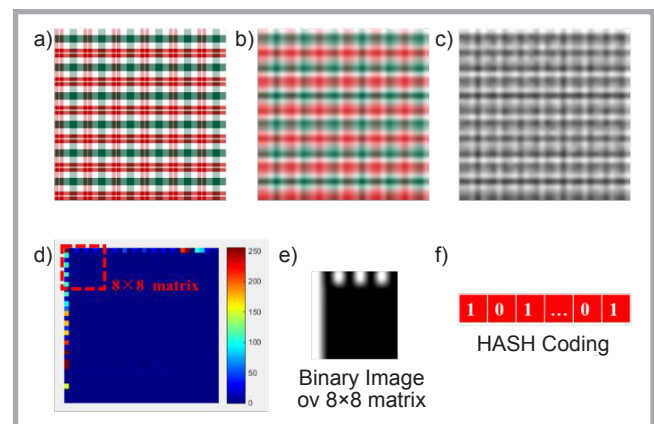 a)
b)
c)
d)
8×8 matrix
250
200
150
100
50
0
e)
Binary Image
ov 8×8 matrix
f)
1 0 1 ... 0 1
HASH Coding